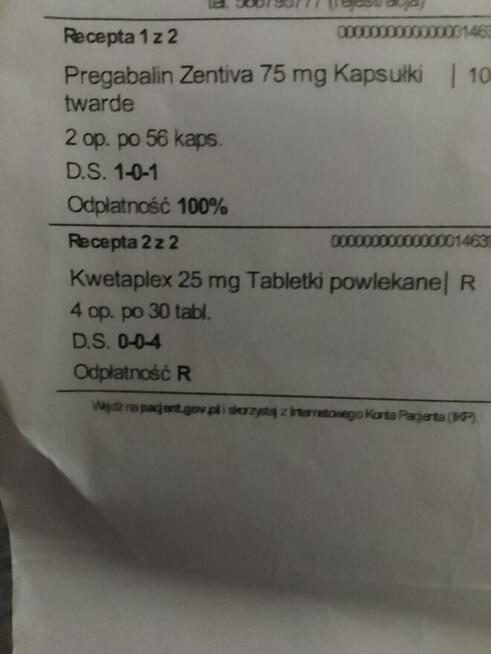 Recepta 1 z 2
Pregabalin Zentiva 75 mg Kapsułki | 10
twarde
2 op. po 56 kaps.
D.S. 1-0-1
Odpłatność 100%
Recepta 2 z 2
Kwetaplex 25 mg Tabletki powlekane| R
4 op. po 30 tabl.
D.S. 0-0-4
Odpłatność R
Wejdź na pacjent.gov.pl i skorzystaj z Internetowego Konta Pacjenta (IKP).